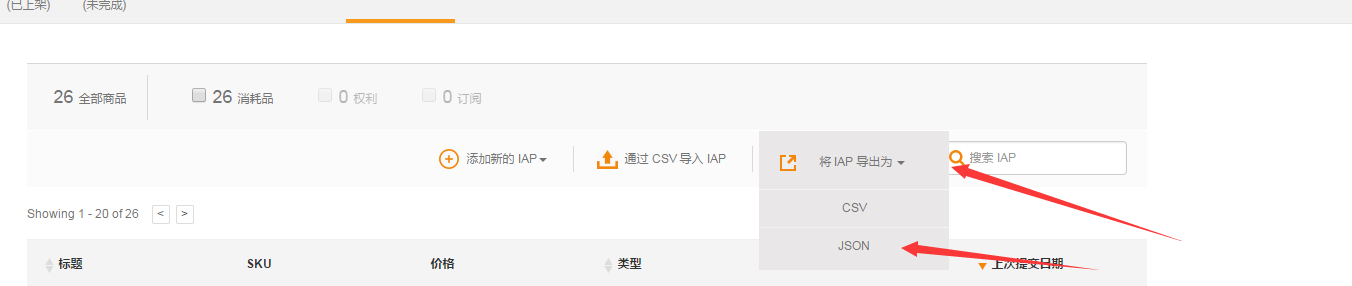 (已上架) (未完成)
26 全部商品 26 消耗品 0 权利 0 订阅
添加新的 IAP 通过 CSV 导入 IAP 将 IAP 导出为 搜索 IAP
CSV
Showing 1 - 20 of 26 < >
JSON
标题 SKU 价格 类型 上次提交日期